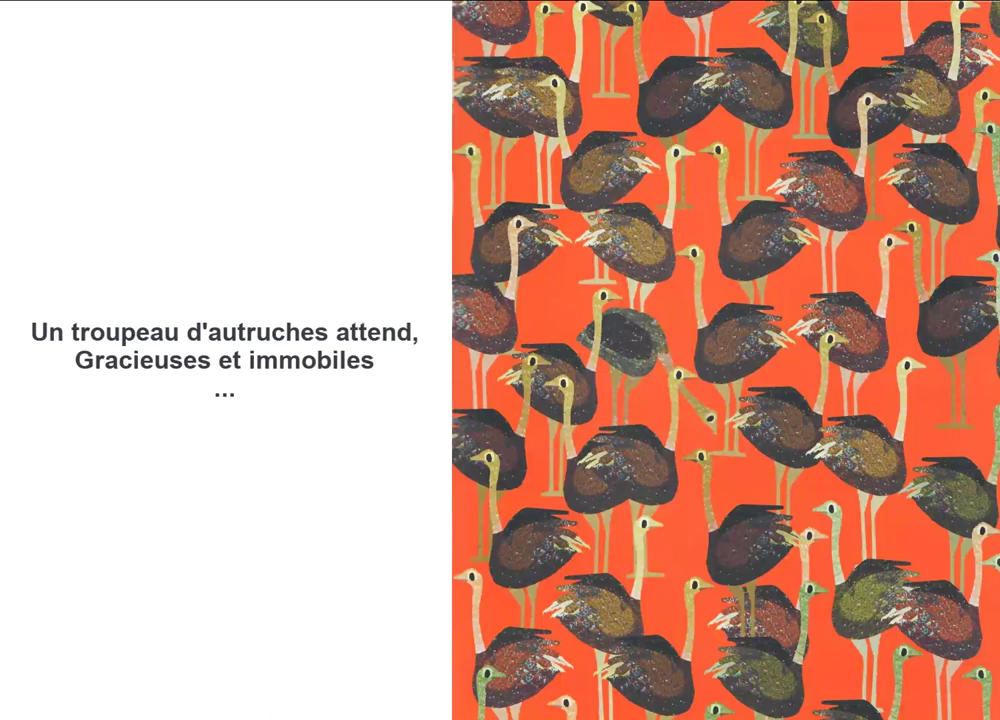 Un troupeau d'autruches attend,
Gracieuses et immobiles
...